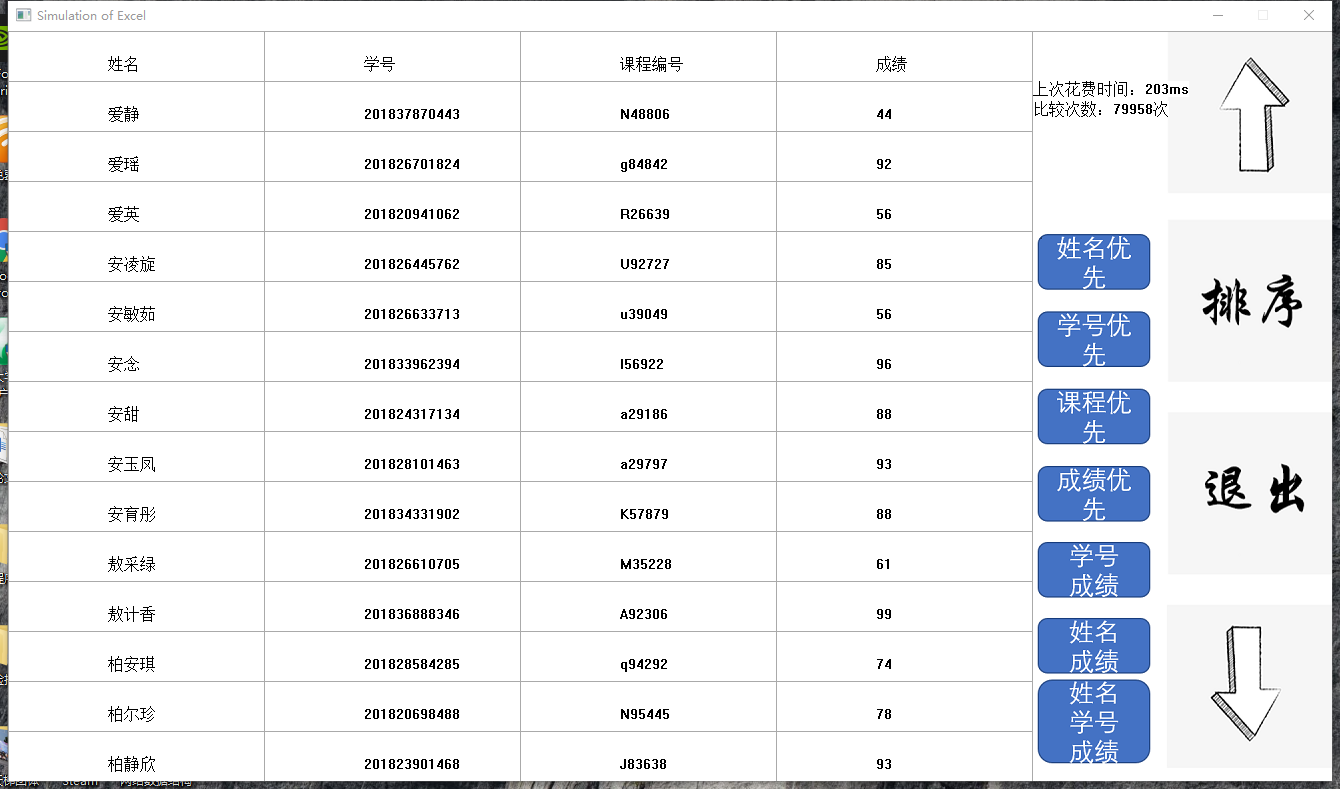 Simulation of Excel
姓名 学号 课程编号 成绩
爱静 201837870443 N48806 44
爱瑶 201826701824 g84842 92
爱英 201820941062 R26639 56
安凌旋 201826445762 U92727 85
安敏茹 201826633713 u39049 56
安念 201833962394 I56922 96
安甜 201824317134 a29186 88
安玉凤 201828101463 a29797 93
安育彤 201834331902 K57879 88
敖采绿 201826610705 M35228 61
敖计香 201836888346 A92306 99
柏安琪 201828584285 q94292 74
柏尔珍 201820698488 N95445 78
柏静欣 201823901468 J83638 93
上次花费时间：203ms
比较次数：79958次
姓名优
先
学号优
先
课程优
先
成绩优
先
学号
成绩
姓名
成绩
姓名
学号
成绩
排序
退出